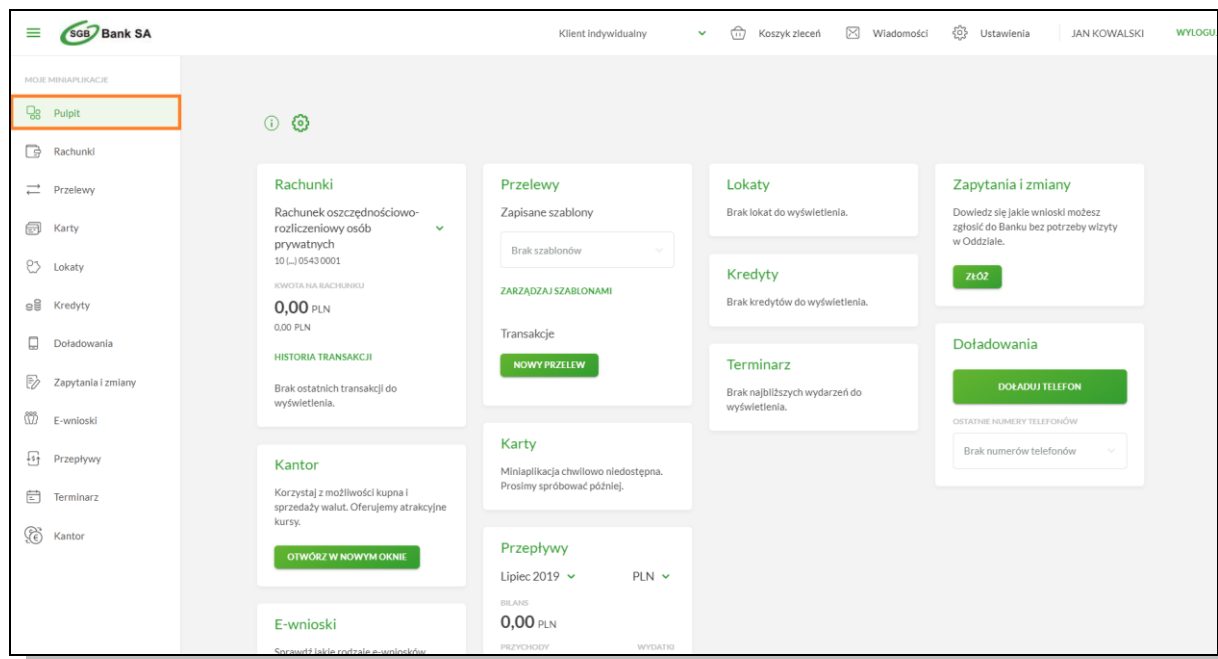 SGB Bank SA
Klient indywidualny
Koszyk zleceń
Wiadomości
Ustawienia
JAN KOWALSKI
WYLOGU
MOJE MINIAPLIKACJE
Pulpit
Rachunki
Przelewy
Karty
Lokaty
Kredyty
Doładowania
Zapytania i zmiany
E-wnioski
Przepływy
Terminarz
Kantor
Rachunki
Rachunek oszczędnościowo-
rozliczeniowy osób
prywatnych
10 (...) 0543 0001
KWOTA NA RACHUNKU
0,00 PLN
0,00 PLN
HISTORIA TRANSAKCJI
Brak ostatnich transakcji do
wyświetlenia.
Kantor
Korzystaj z możliwości kupna i
sprzedaży walut. Oferujemy atrakcyjne
kursy.
OTWÓRZ W NOWYM OKNIE
E-wnioski
Sprawdź jakie rodzaje e-wniosków
Przelewy
Zapisane szablony
Brak szablonów
ZARZĄDZAJ SZABLONAMI
Transakcje
NOWY PRZELEW
Karty
Miniaplikacja chwilowo niedostępna.
Prosimy spróbować później.
Przepływy
Lipiec 2019
PLN
BILANS
0,00 PLN
PRZYCHODY
WYDATKI
Lokaty
Brak lokat do wyświetlenia.
Kredyty
Brak kredytów do wyświetlenia.
Terminarz
Brak najbliższych wydarzeń do
wyświetlenia.
Zapytania i zmiany
Dowiedz się jakie wnioski możesz
zgłosić do Banku bez potrzeby wizyty
w Oddziale.
ZŁÓŻ
Doładowania
DOŁADUJ TELEFON
OSTATNIE NUMERY TELEFONÓW
Brak numerów telefonów